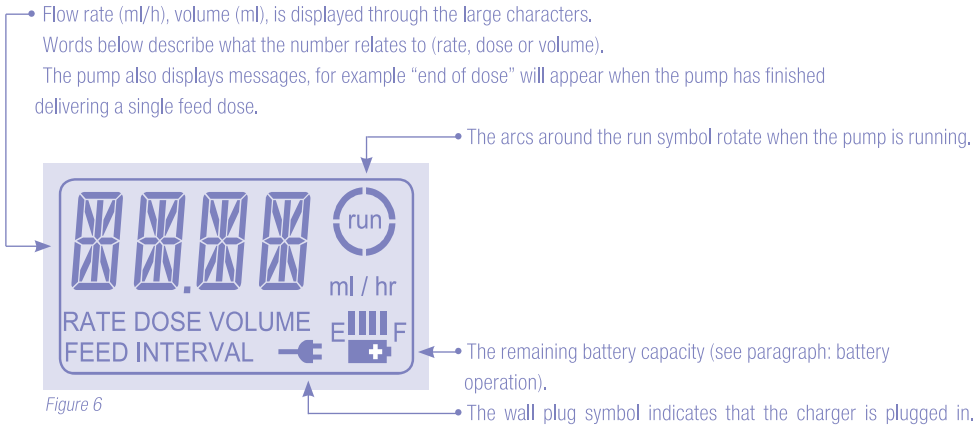 Flow rate (ml/h), volume (ml), is displayed through the large characters.
Words below describe what the number relates to (rate, dose or volume).
The pump also displays messages, for example “end of dose” will appear when the pump has finished
delivering a single feed dose.
The arcs around the run symbol rotate when the pump is running.
run
ml / hr
RATE DOSE VOLUME
E F
FEED INTERVAL
The remaining battery capacity (see paragraph: battery
operation).
Figure 6
The wall plug symbol indicates that the charger is plugged in.